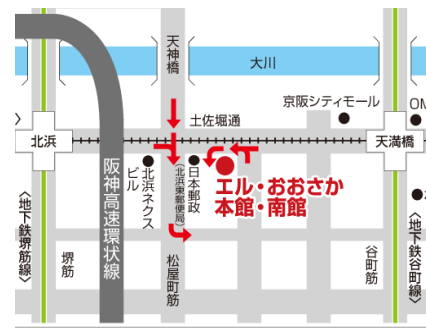 天神橋
大川
土佐堀通
京阪シティモール
OM
北浜
天満橋
阪神高速環状線
北浜ネクス
ビル
日本郵政
(北浜東郵便局)
エル・おおさか
本館・南館
〈地下鉄堺筋線〉
堺筋
松屋町筋
谷町筋
〈地下鉄谷町線〉